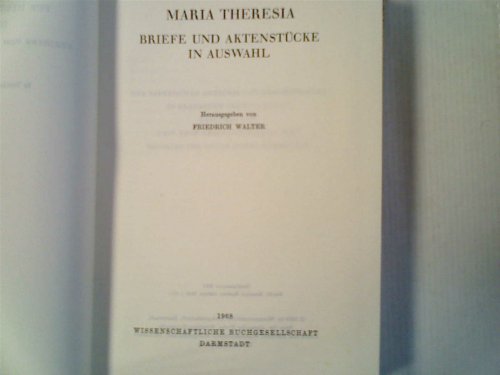 MARIA THERESIA
BRIEFE UND AKTENSTÜCKE
IN AUSWAHL
Herausgegeben von
FRIEDRICH WALTER
1968
WISSENSCHAFTLICHE BUCHGESELLSCHAFT
DARMSTADT